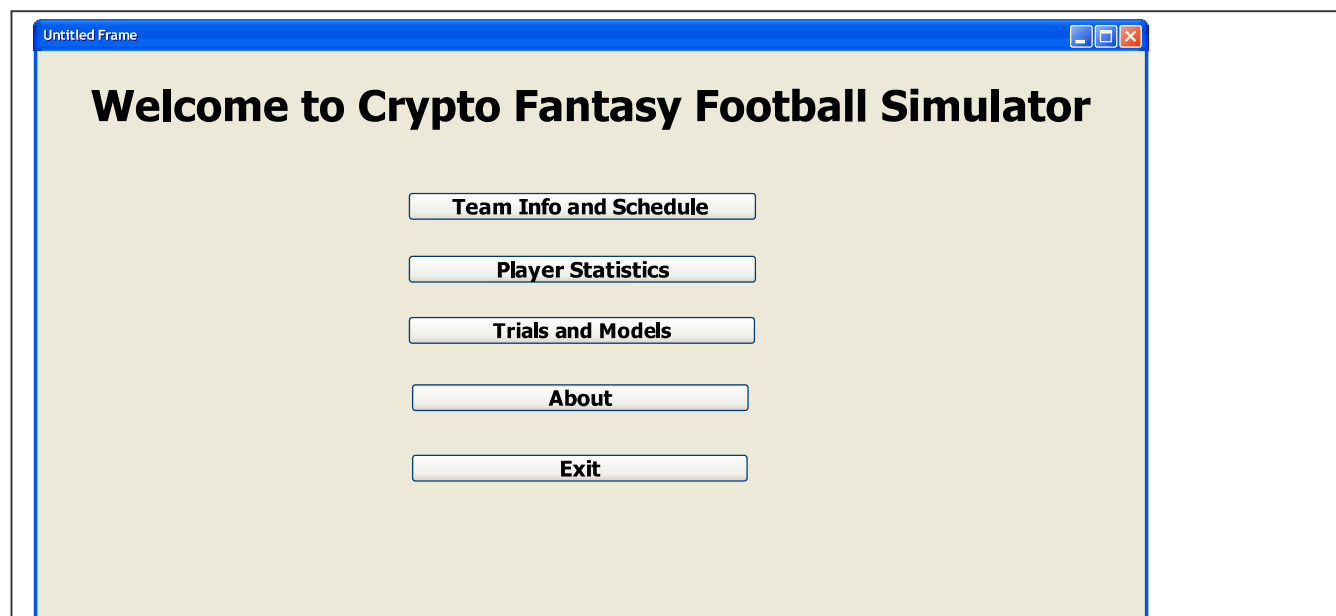 Untitled Frame
Welcome to Crypto Fantasy Football Simulator
Team Info and Schedule
Player Statistics
Trials and Models
About
Exit